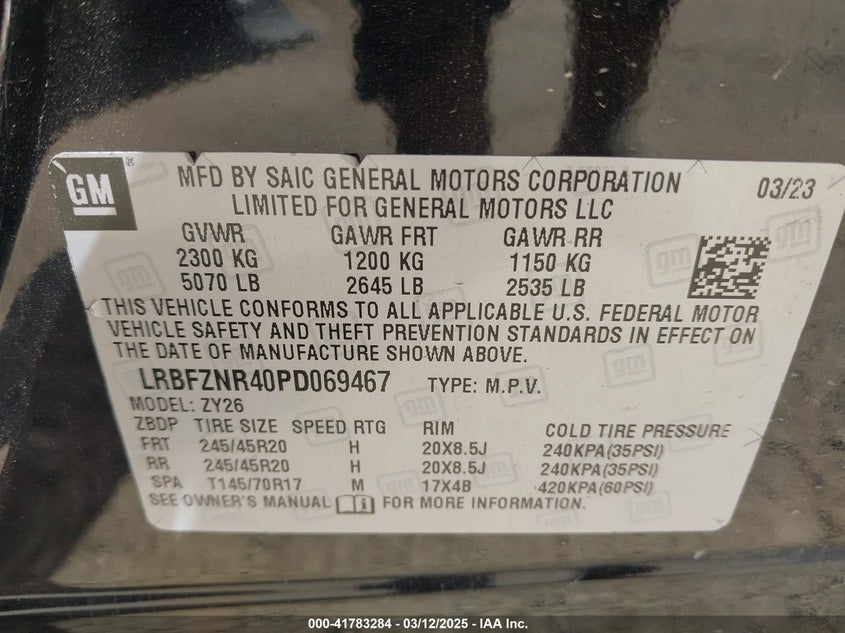 GM
MFD BY SAIC GENERAL MOTORS CORPORATION 03/23
LIMITED FOR GENERAL MOTORS LLC
GVWR GAWR FRT GAWR RR
2300 KG 1200 KG 1150 KG
5070 LB 2645 LB 2535 LB
THIS VEHICLE CONFORMS TO ALL APPLICABLE U.S. FEDERAL MOTOR
VEHICLE SAFETY AND THEFT PREVENTION STANDARDS IN EFFECT ON
THE DATE OF MANUFACTURE SHOWN ABOVE.
LRBFZNR40PD069467 TYPE: M.P.V.
MODEL: ZY26
ZBDP TIRE SIZE SPEED RTG RIM COLD TIRE PRESSURE
FRT 245/45R20 H 20X8.5J 240KPA(35PSI)
RR 245/45R20 H 20X8.5J 240KPA(35PSI)
SPA T145/70R17 M 17X4B 420KPA(60PSI)
SEE OWNER'S MANUAL FOR MORE INFORMATION.
000-41783284 - 03/12/2025 - IAA Inc.